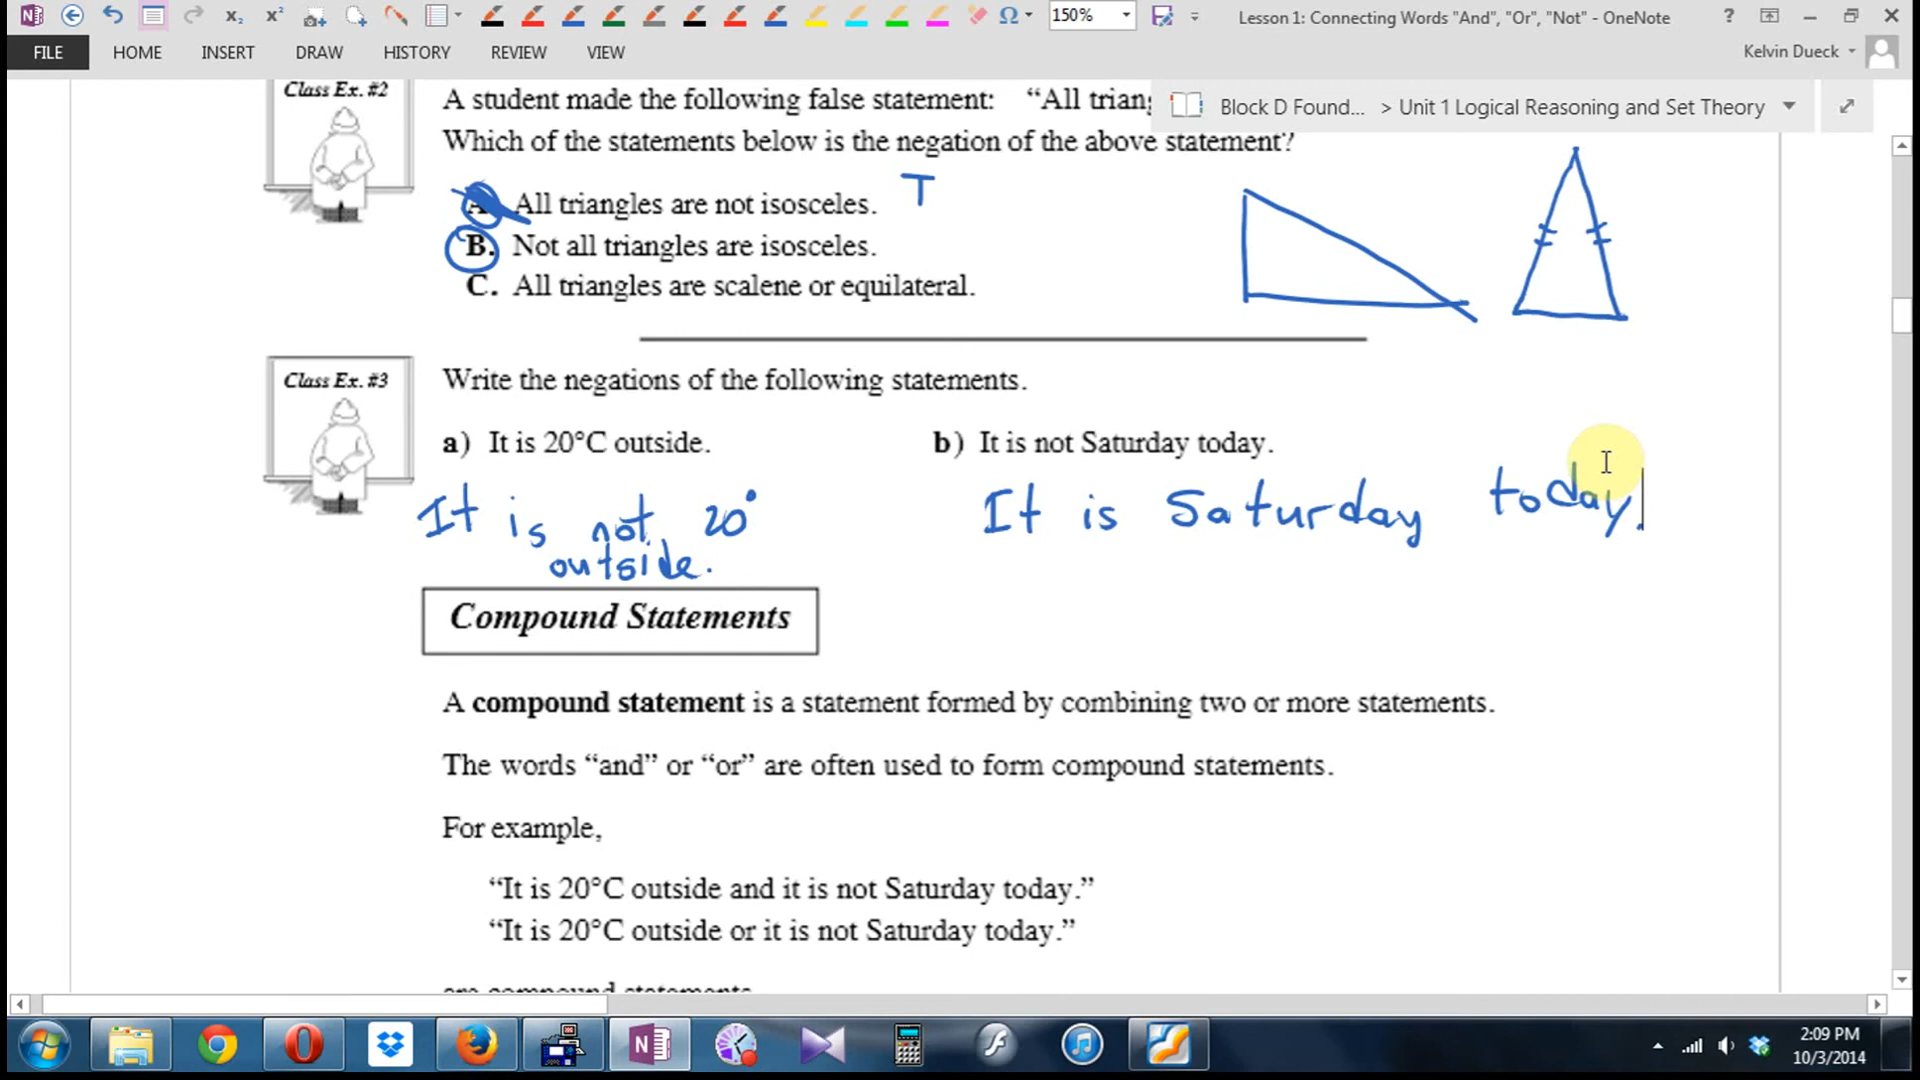 150%
Lesson 1: Connecting Words "And", "Or", "Not" - OneNote
FILE HOME INSERT DRAW HISTORY REVIEW VIEW
Kelvin Dueck
Block D Found... > Unit 1 Logical Reasoning and Set Theory
Class Ex. #2
A student made the following false statement: “All triang
Which of the statements below is the negation of the above statement?
A. All triangles are not isosceles. T
B. Not all triangles are isosceles.
C. All triangles are scalene or equilateral.
Class Ex. #3
Write the negations of the following statements.
a) It is 20°C outside.
b) It is not Saturday today.
It is not 20°
outside.
It is Saturday today.
Compound Statements
A compound statement is a statement formed by combining two or more statements.
The words “and” or “or” are often used to form compound statements.
For example,
“It is 20°C outside and it is not Saturday today.”
“It is 20°C outside or it is not Saturday today.”
are compound statements
2:09 PM
10/3/2014